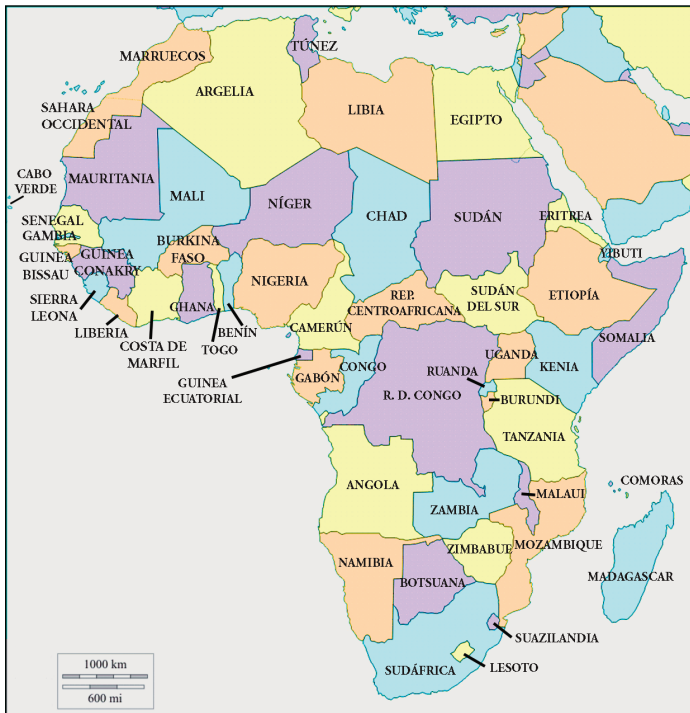 TÚNEZ
MARRUECOS
ARGELIA
SAHARA
OCCIDENTAL
LIBIA
EGIPTO
CABO
VERDE
MAURITANIA
MALI
NÍGER
CHAD
SUDÁN
ERITREA
SENEGAL
GAMBIA
GUINEA
BISSAU
GUINEA
CONAKRY
BURKINA
FASO
YIBUTI
SIERRA
LEONA
LIBERIA
COSTA DE
MARFIL
GHANA
TOGO
BENÍN
NIGERIA
CAMERÚN
REP.
CENTROAFRICANA
SUDÁN
DEL SUR
ETIOPÍA
SOMALIA
GUINEA
ECUATORIAL
GABÓN
CONGO
R. D. CONGO
RUANDA
UGANDA
KENIA
BURUNDI
TANZANIA
ANGOLA
ZAMBIA
MALAUI
COMORAS
MOZAMBIQUE
ZIMBABUE
NAMIBIA
BOTSUANA
MADAGASCAR
SUAZILANDIA
LESOTO
SUDÁFRICA
1000 km
600 mi